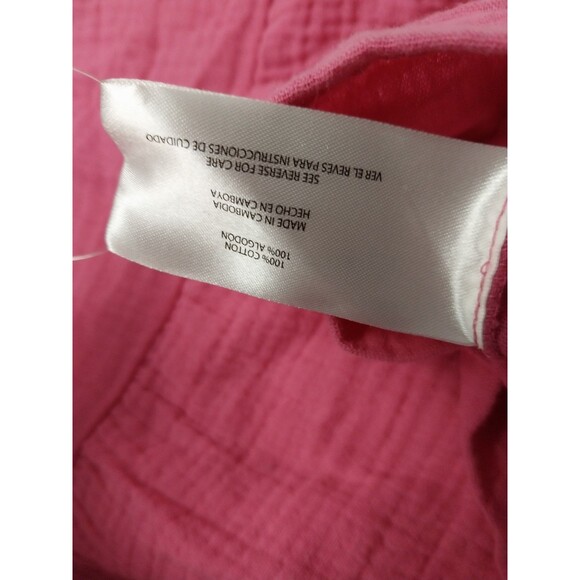 100% COTTON
100% ALGODON
MADE IN CAMBODIA
HECHO EN CAMBOYA
SEE REVERSE FOR CARE
VER EL REVES PARA INSTRUCCIONES DE CUIDADO